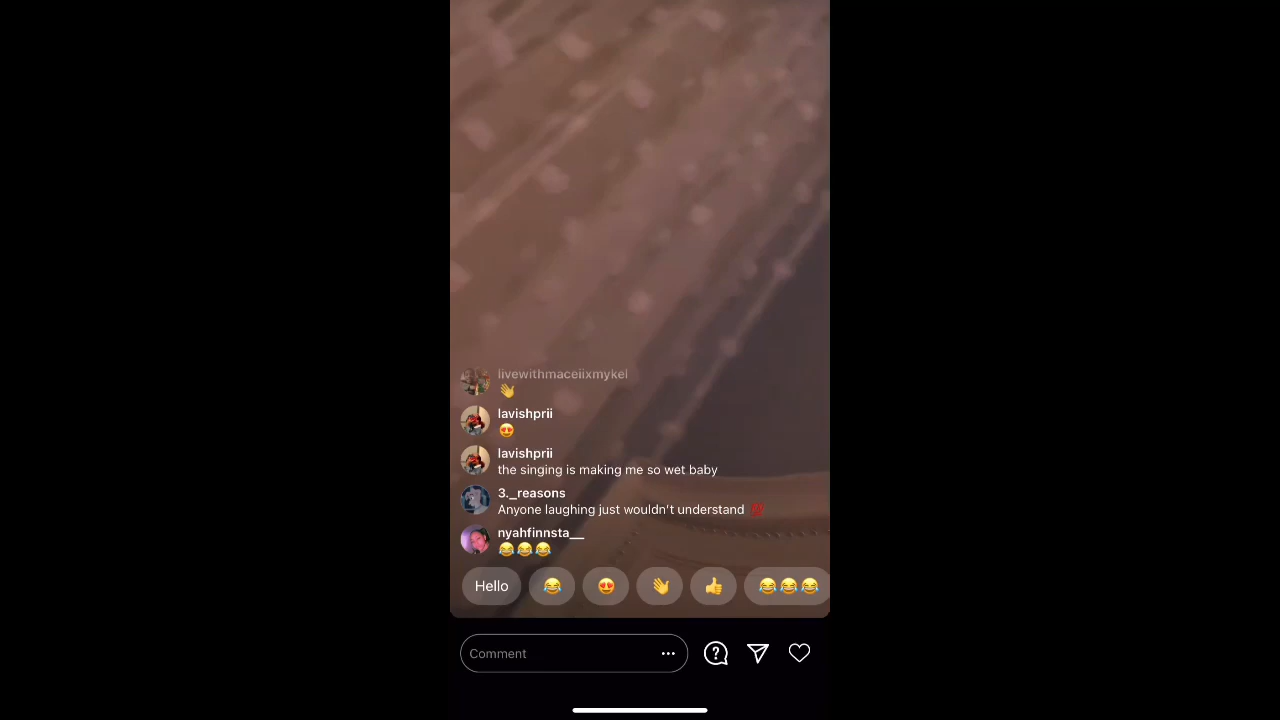 livewithmaceiixmykel
👋
lavishprii
😍
lavishprii
the singing is making me so wet baby
3._reasons
Anyone laughing just wouldn't understand 💯
nyahfinnsta__
😂😂😂
Hello 😂 😍 👋 👍 😂😂😂
Comment